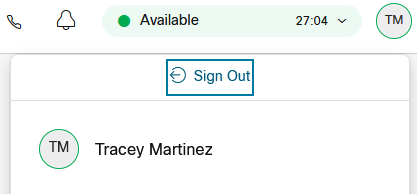 Available 27:04 TM
Sign Out
TM Tracey Martinez